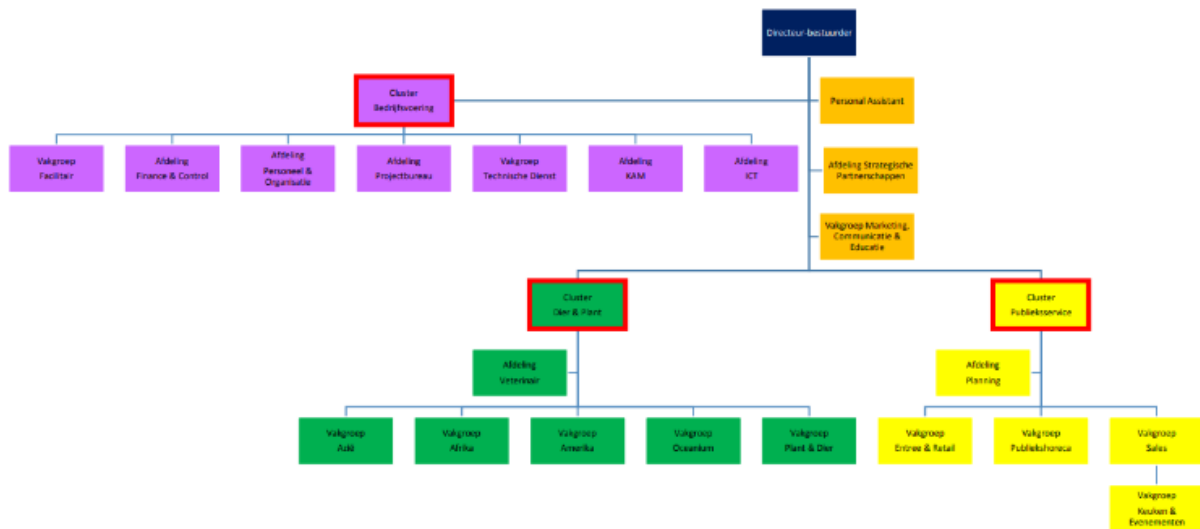 Directeur-bestuurder
Cluster
Bedrijfsvoering
Personal Assistant
Vakgroep
Facilitair
Afdeling
Finance & Control
Afdeling
Personeel &
Organisatie
Afdeling
Projectbureau
Vakgroep
Technische Dienst
Afdeling
KAM
Afdeling
ICT
Afdeling Strategische
Partnerschappen
Vakgroep Marketing,
Communicatie &
Educatie
Cluster
Dier & Plant
Cluster
Publieksservice
Afdeling
Veterinair
Afdeling
Planning
Vakgroep
Azië
Vakgroep
Afrika
Vakgroep
Amerika
Vakgroep
Oceanium
Vakgroep
Plant & Dier
Vakgroep
Entree & Retail
Vakgroep
Publiekshoreca
Vakgroep
Sales
Vakgroep
Keuken &
Evenementen